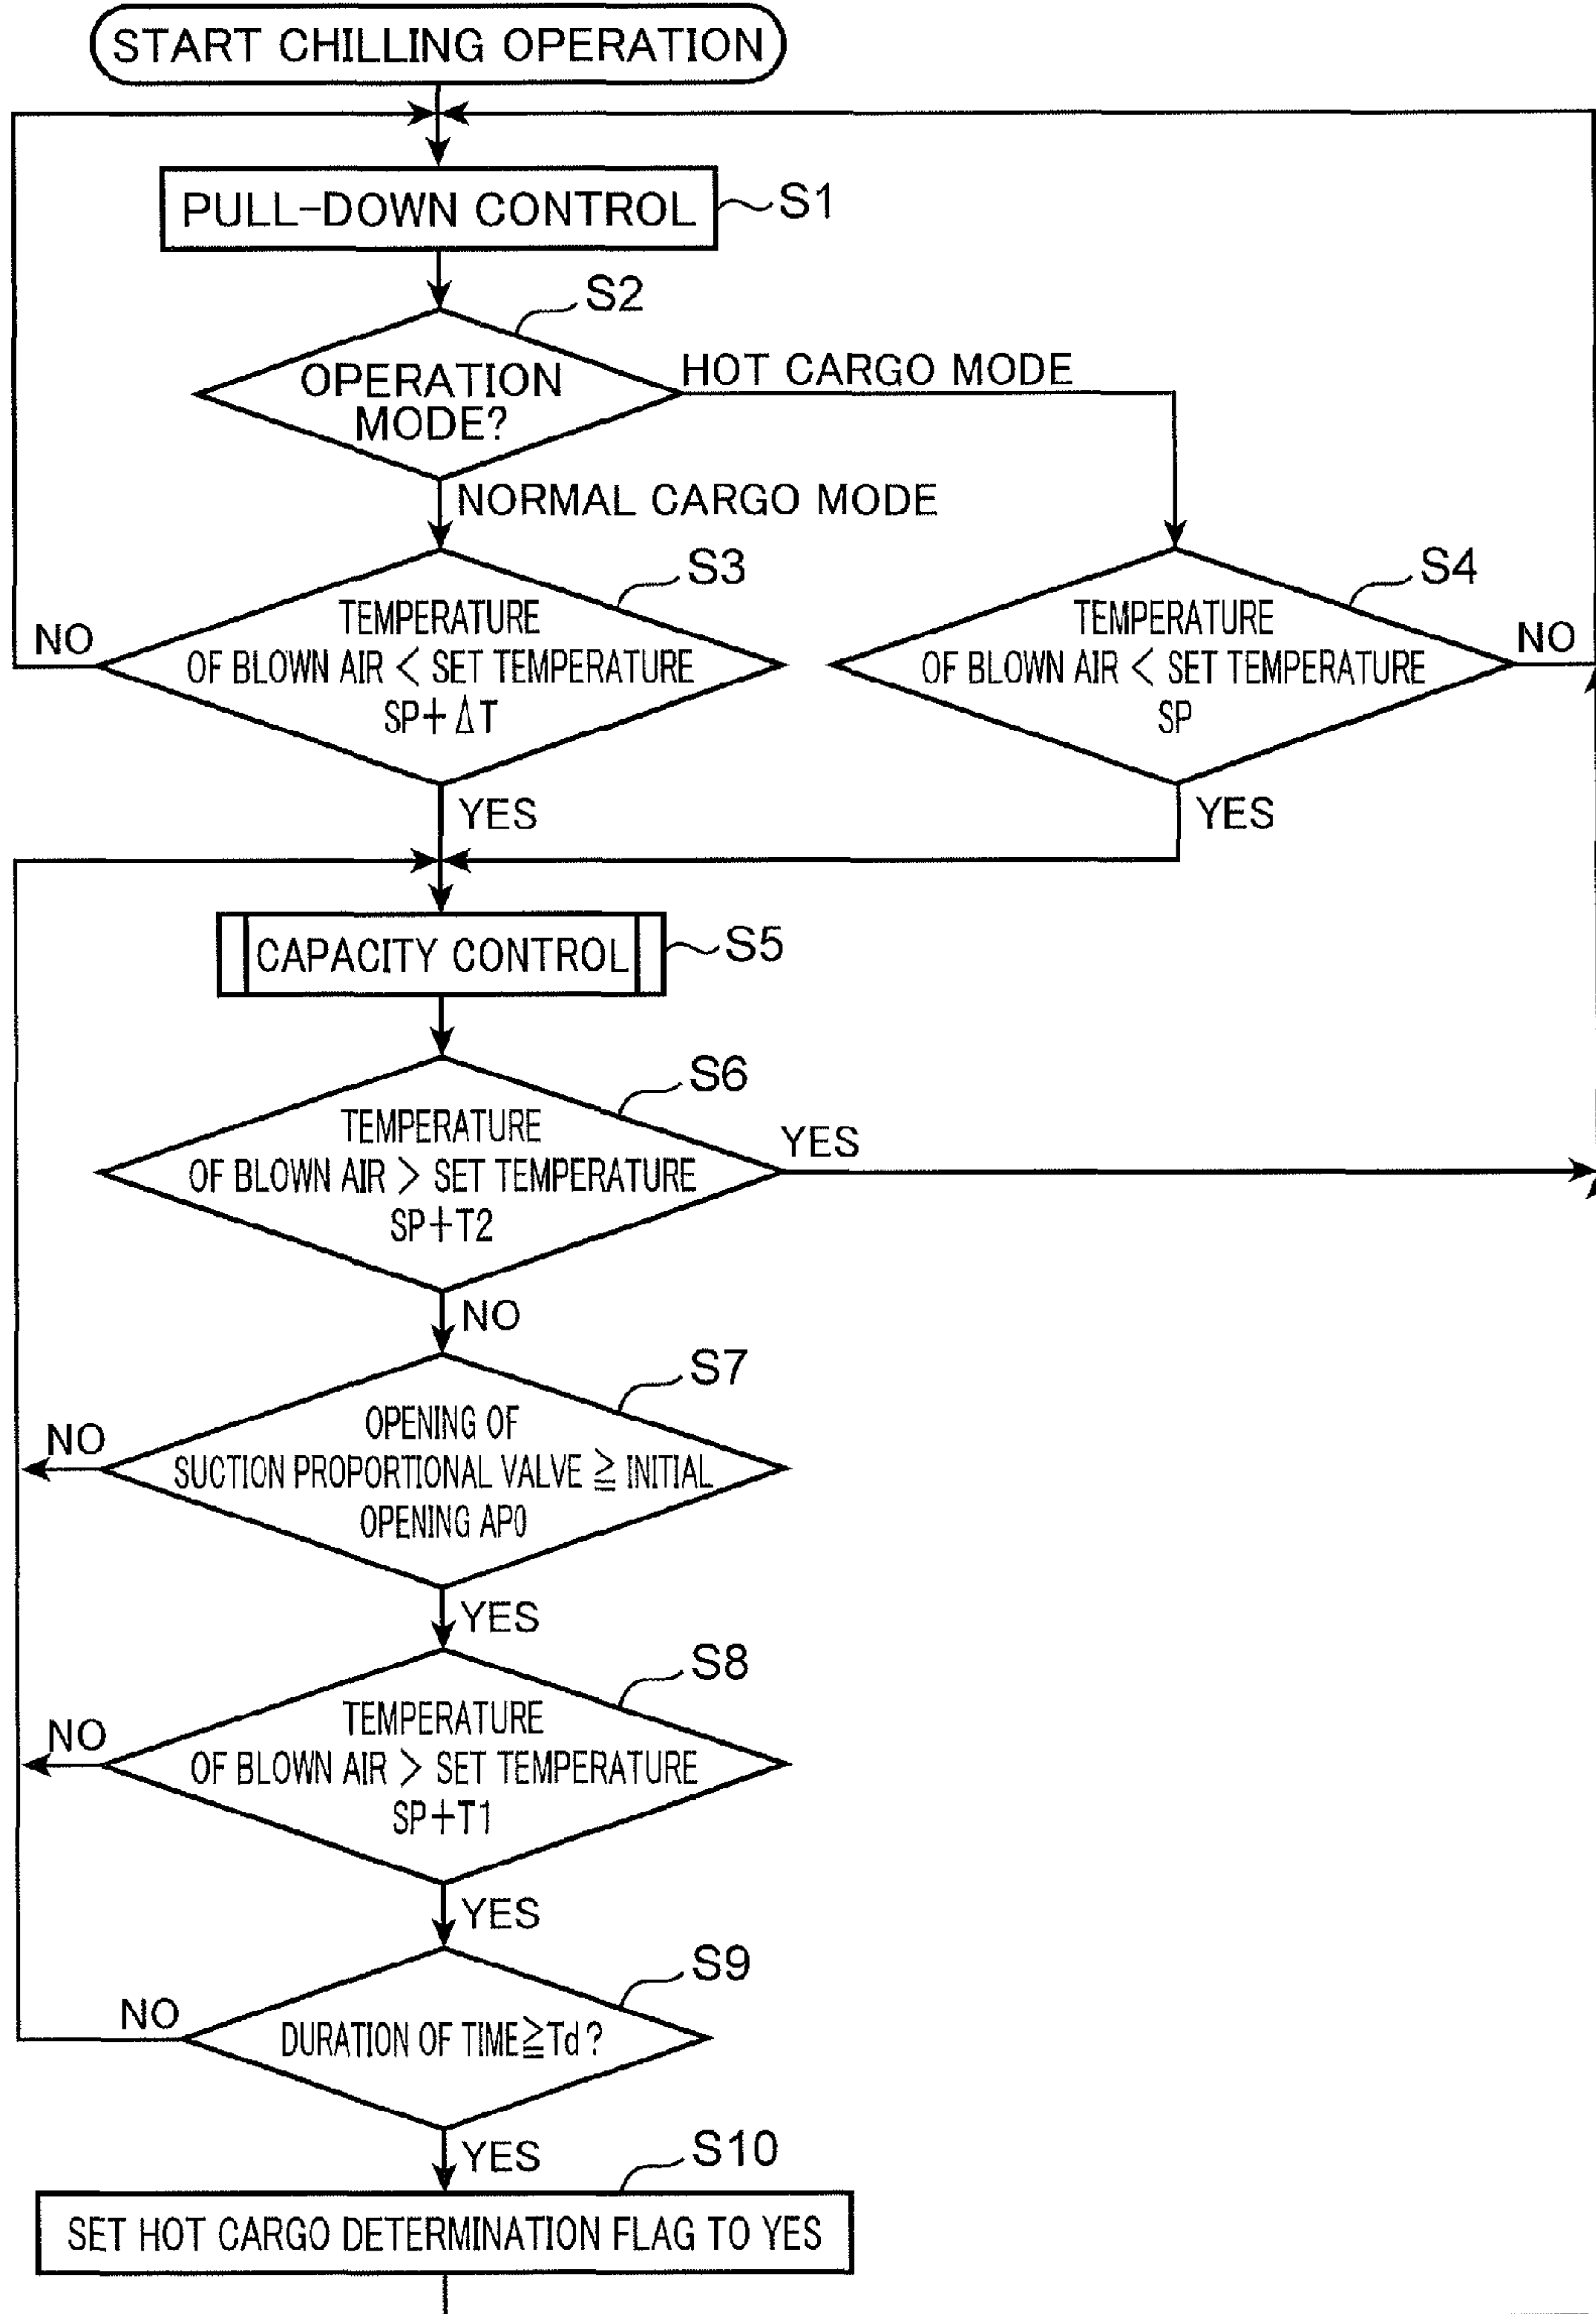 START CHILLING OPERATION
PULL-DOWN CONTROL
S1
S2
OPERATION
MODE?
HOT CARGO MODE
NORMAL CARGO MODE
S3
TEMPERATURE
OF BLOWN AIR < SET TEMPERATURE
SP+ΔT
NO
YES
S4
TEMPERATURE
OF BLOWN AIR < SET TEMPERATURE
SP
NO
YES
CAPACITY CONTROL
S5
S6
TEMPERATURE
OF BLOWN AIR > SET TEMPERATURE
SP+T2
YES
NO
S7
OPENING OF
SUCTION PROPORTIONAL VALVE ≧ INITIAL
OPENING AP0
NO
YES
S8
TEMPERATURE
OF BLOWN AIR > SET TEMPERATURE
SP+T1
NO
YES
S9
DURATION OF TIME≧Td?
NO
YES
S10
SET HOT CARGO DETERMINATION FLAG TO YES